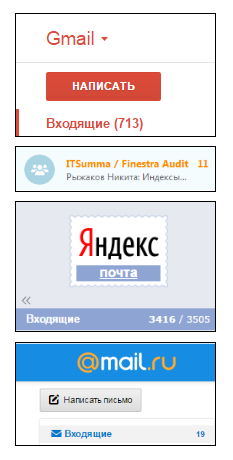 Gmail
НАПИСАТЬ
Входящие (713)
ITSumma / Finestra Audit 11
Рыжаков Никита: Индексы...
Яндекс
почта
«
Входящие 3416 / 3505
@mail.ru
Написать письмо
Входящие 19